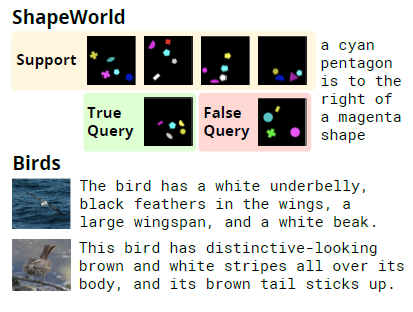 ShapeWorld
Support
a cyan
pentagon
is to the
right of
a magenta
shape
True
Query
False
Query
Birds
The bird has a white underbelly,
black feathers in the wings, a
large wingspan, and a white beak.
This bird has distinctive-looking
brown and white stripes all over its
body, and its brown tail sticks up.